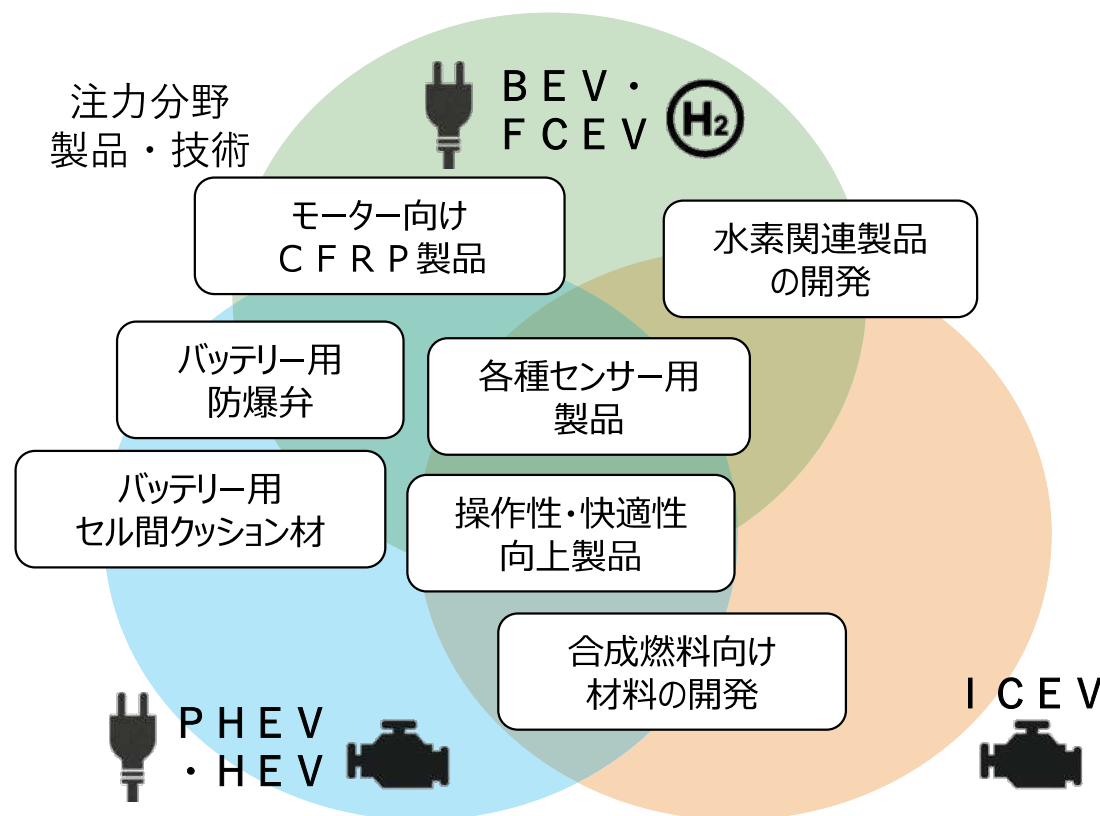 注力分野
製品・技術
ＢＥＶ・
ＦＣＥＶ
H2
モーター向け
ＣＦＲＰ製品
水素関連製品
の開発
バッテリー用
防爆弁
各種センサー用
製品
バッテリー用
セル間クッション材
操作性・快適性
向上製品
合成燃料向け
材料の開発
ＰＨＥＶ
・ＨＥＶ
ＩＣＥＶ